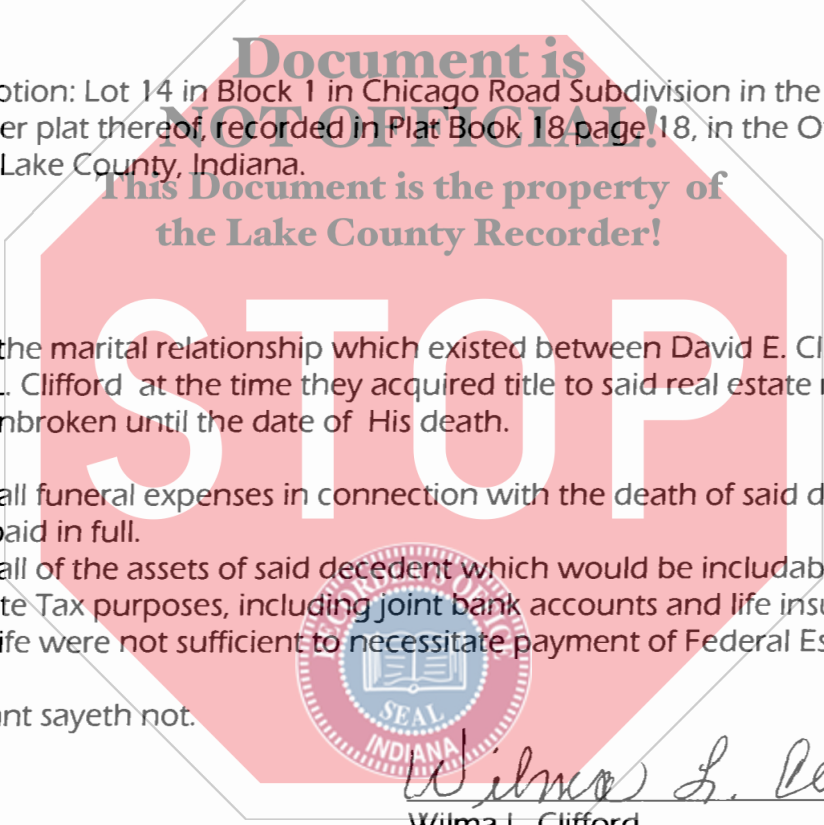 Document is
ption: Lot 14 in Block 1 in Chicago Road Subdivision in the
NOT OFFICIAL!
er plat thereof, recorded in Plat Book 18 page 18, in the O
Lake County, Indiana.
This Document is the property of
the Lake County Recorder!
STOP
the marital relationship which existed between David E. Cl
. Clifford at the time they acquired title to said real estate
nbroken until the date of His death.
all funeral expenses in connection with the death of said d
paid in full.
all of the assets of said decedent which would be includab
te Tax purposes, including joint bank accounts and life insu
ife were not sufficient to necessitate payment of Federal Es
nt sayeth not.
RECORDER'S OFFICE
SEAL
INDIANA
Wilma L.
Wilma L. Clifford